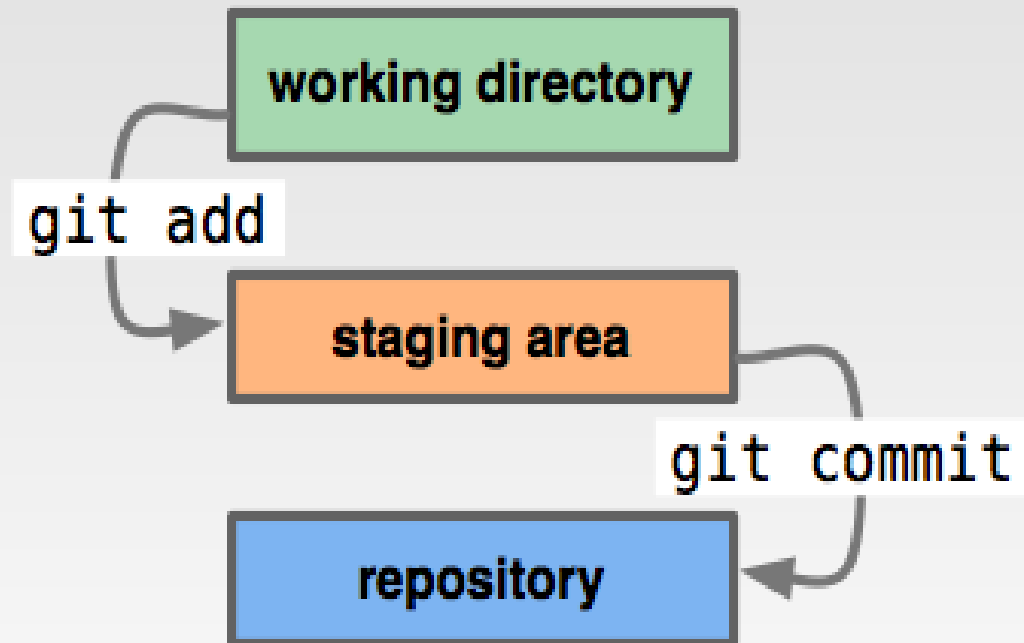 working directory
git add
staging area
git commit
repository